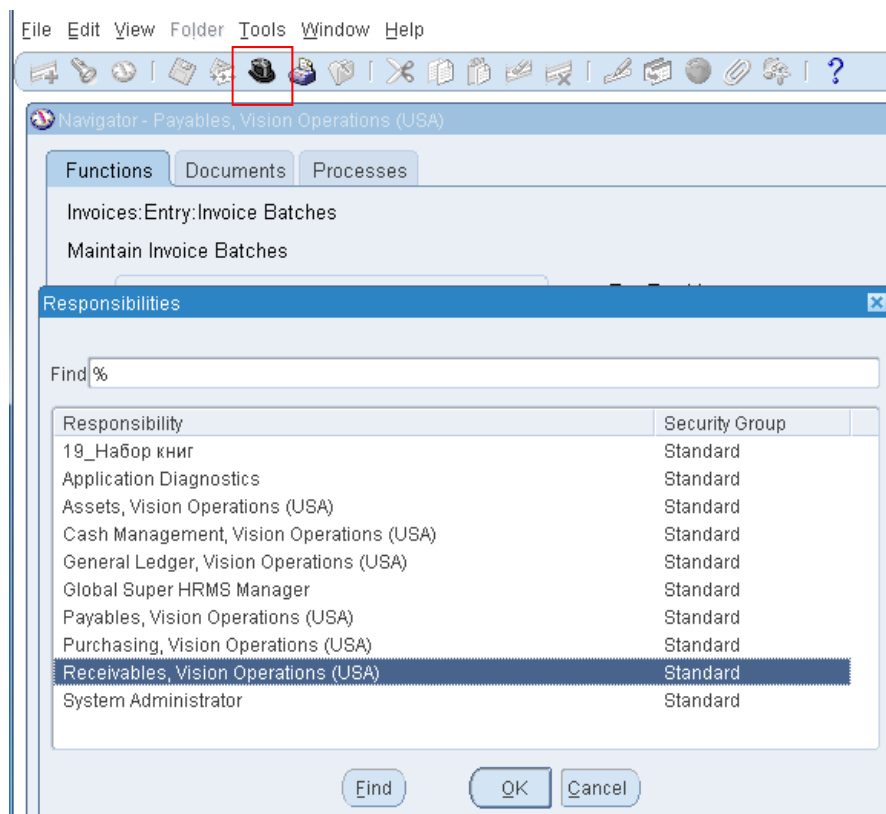 File Edit View Folder Tools Window Help
?
Navigator - Payables, Vision Operations (USA)
Functions Documents Processes
Invoices:Entry:Invoice Batches
Maintain Invoice Batches
Responsibilities
Find %
Responsibility Security Group
19_Набор книг Standard
Application Diagnostics Standard
Assets, Vision Operations (USA) Standard
Cash Management, Vision Operations (USA) Standard
General Ledger, Vision Operations (USA) Standard
Global Super HRMS Manager Standard
Payables, Vision Operations (USA) Standard
Purchasing, Vision Operations (USA) Standard
Receivables, Vision Operations (USA) Standard
System Administrator Standard
Find OK Cancel